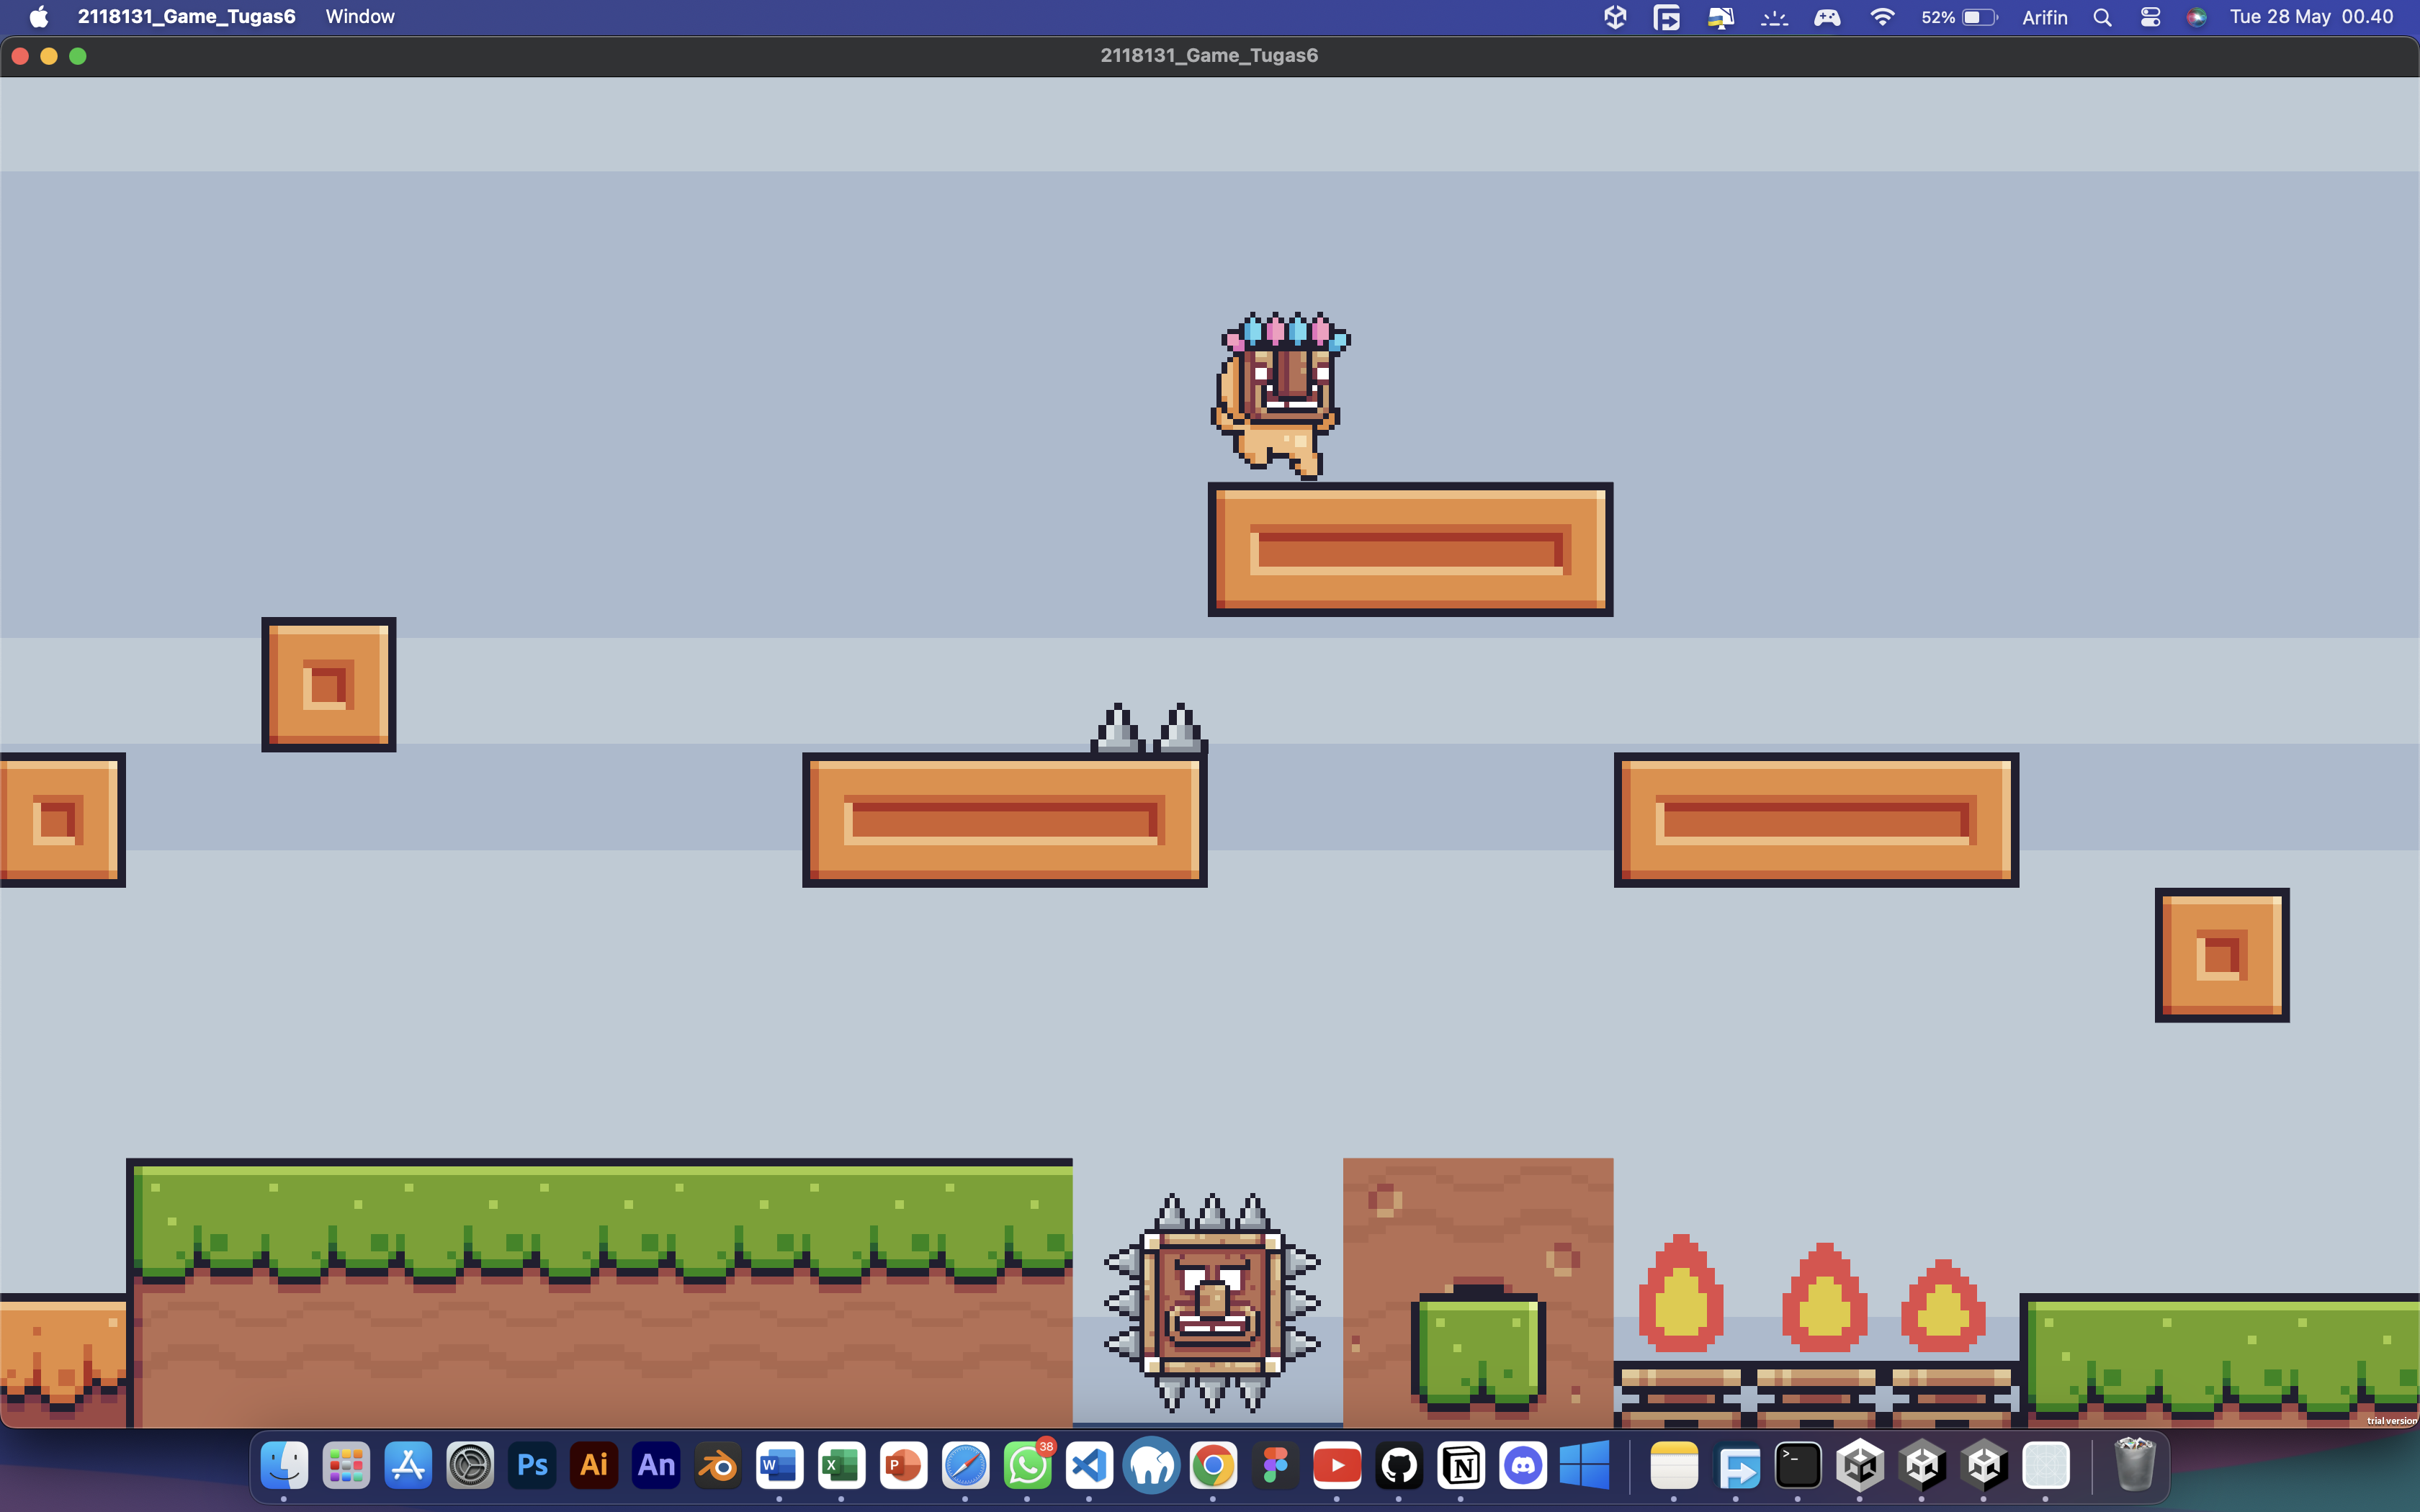 2118131_Game_Tugas6 Window 52% Arifin Tue 28 May 00.40
2118131_Game_Tugas6
trial version
38
Ps Ai An W X P N >_